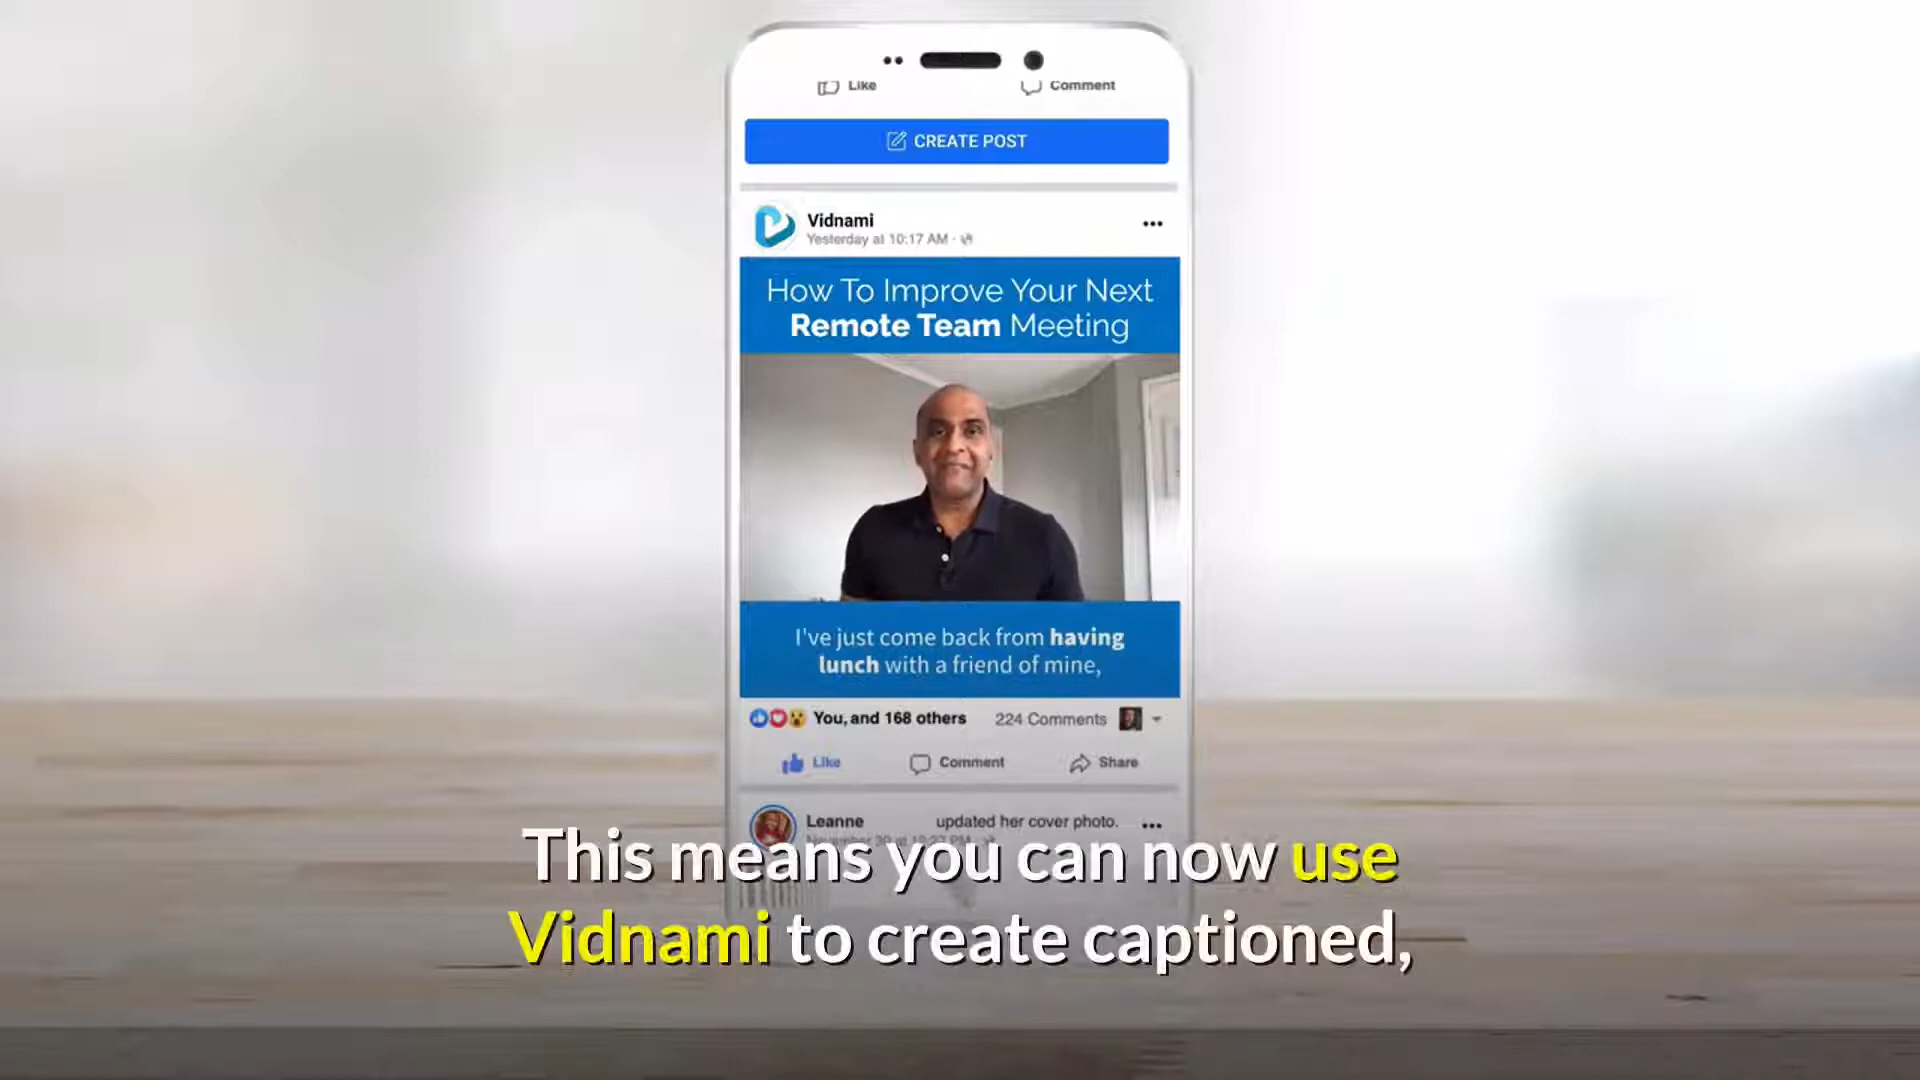 Like Comment
CREATE POST
Vidnami
Yesterday at 10:17 AM ·
How To Improve Your Next
Remote Team Meeting
I've just come back from having
lunch with a friend of mine,
You, and 168 others 224 Comments
Like Comment Share
Leanne updated her cover photo.
This means you can now use
Vidnami to create captioned,